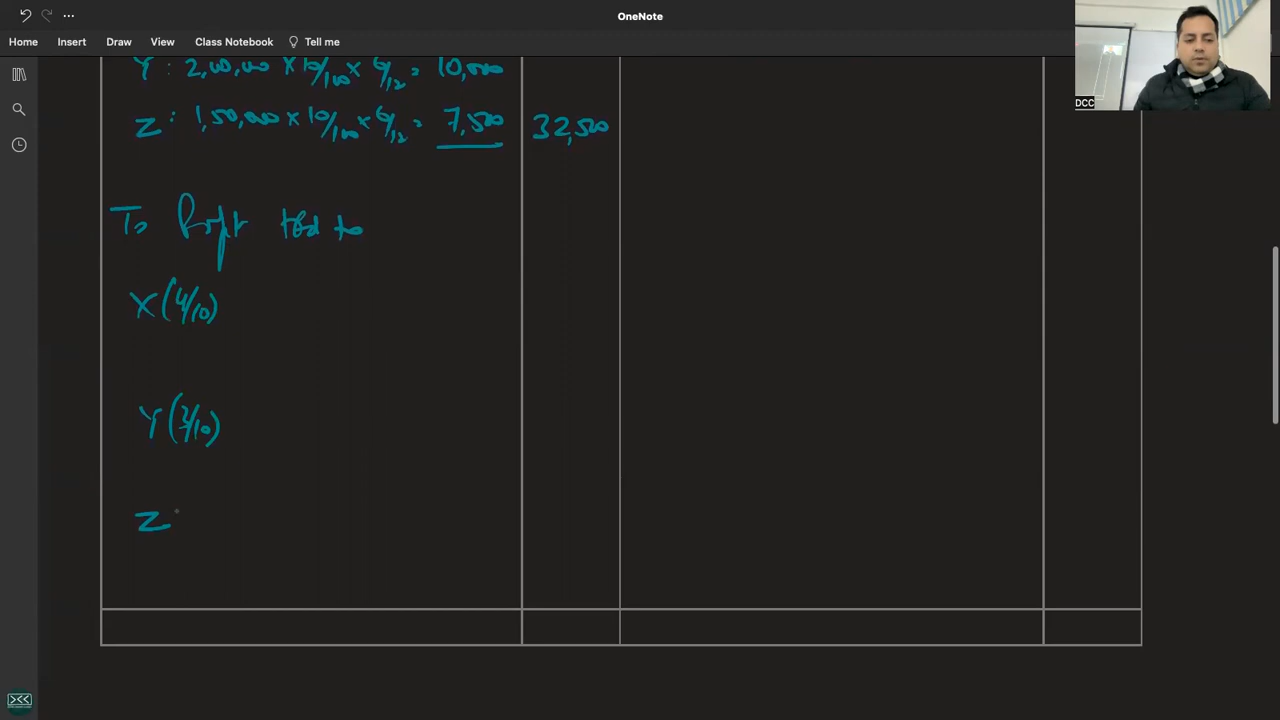 OneNote
Home Insert Draw View Class Notebook Tell me
Y : 2,00,000 × 10/100 × 6/12 = 10,000
Z : 1,50,000 × 10/100 × 6/12 = 7,500 32,500
To Profit tfd to
X (4/10)
Y (3/10)
Z
DCC